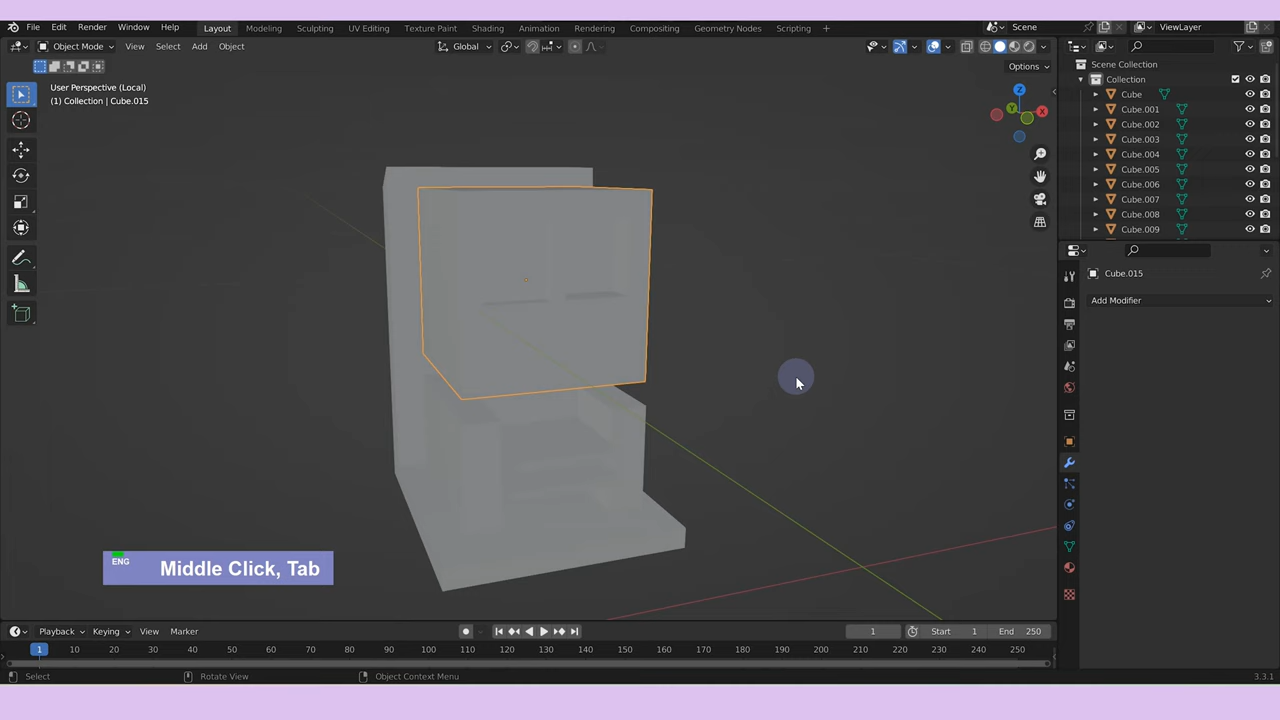 File Edit Render Window Help Layout Modeling Sculpting UV Editing Texture Paint Shading Animation Rendering Compositing Geometry Nodes Scripting + Scene ViewLayer
Object Mode View Select Add Object Global
Options
User Perspective (Local)
(1) Collection | Cube.015
Z
Y
X
Scene Collection
Collection
Cube
Cube.001
Cube.002
Cube.003
Cube.004
Cube.005
Cube.006
Cube.007
Cube.008
Cube.009
Cube.015
Add Modifier
ENG
Middle Click, Tab
Playback Keying View Marker 1 Start 1 End 250
1 10 20 30 40 50 60 70 80 90 100 110 120 130 140 150 160 170 180 190 200 210 220 230 240 250
Select Rotate View Object Context Menu 3.3.1